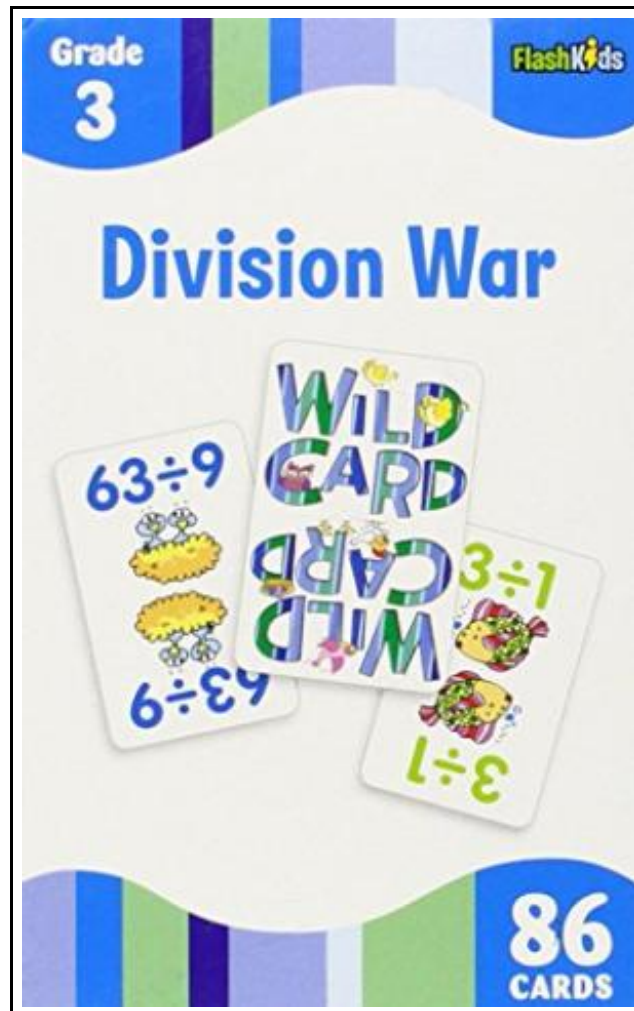 Grade
3
FlashKids
Division War
63÷9
63÷9
WILD
CARD
WILD
CARD
3÷1
3÷1
86
CARDS